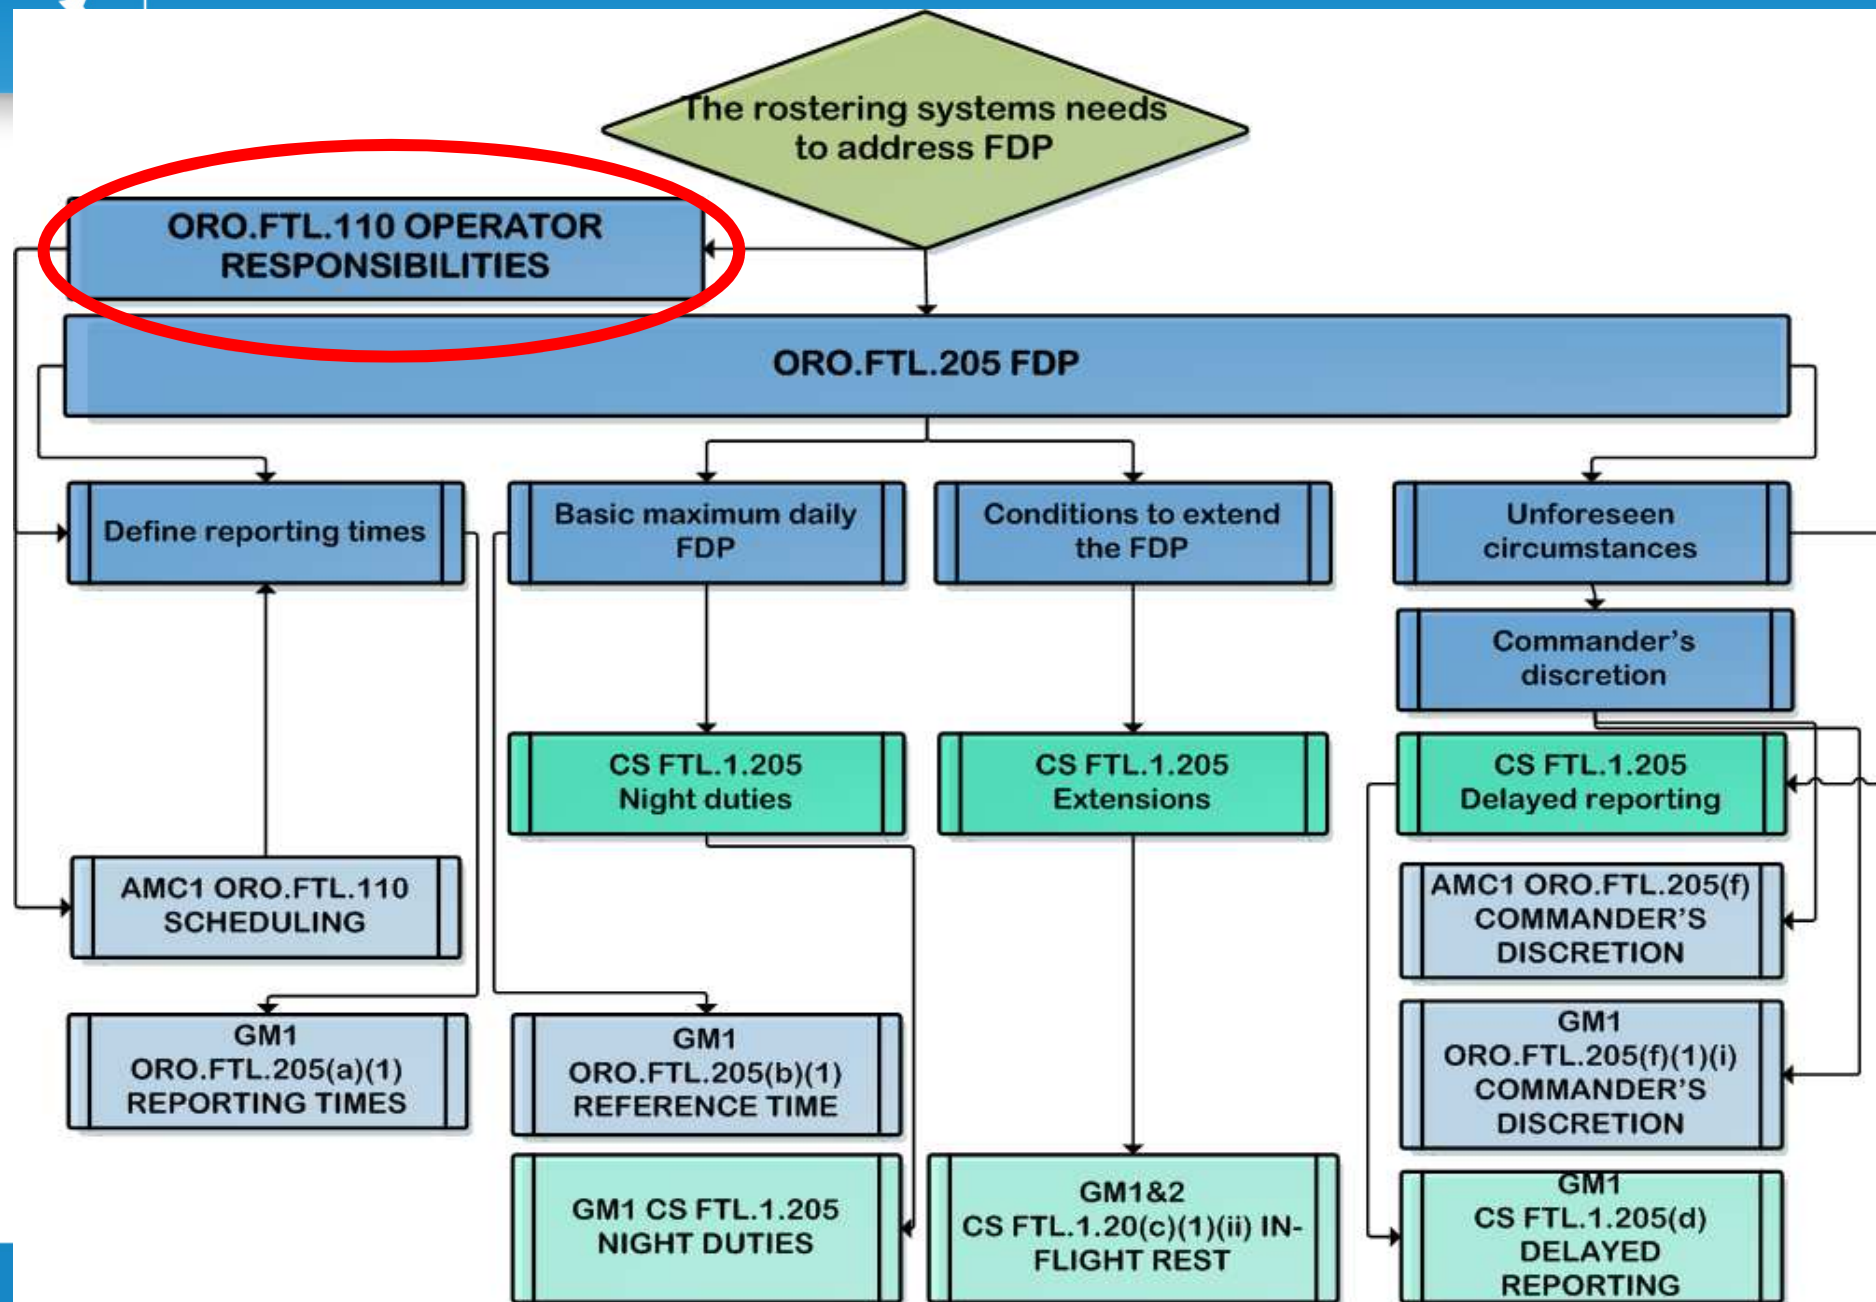 The rostering systems needs
to address FDP
ORO.FTL.110 OPERATOR
RESPONSIBILITIES
ORO.FTL.205 FDP
Define reporting times
Basic maximum daily
FDP
Conditions to extend
the FDP
Unforeseen
circumstances
Commander's
discretion
CS FTL.1.205
Night duties
CS FTL.1.205
Extensions
CS FTL.1.205
Delayed reporting
AMC1 ORO.FTL.110
SCHEDULING
AMC1 ORO.FTL.205(f)
COMMANDER'S
DISCRETION
GM1
ORO.FTL.205(a)(1)
REPORTING TIMES
GM1
ORO.FTL.205(b)(1)
REFERENCE TIME
GM1
ORO.FTL.205(f)(1)(i)
COMMANDER'S
DISCRETION
GM1 CS FTL.1.205
NIGHT DUTIES
GM1&2
CS FTL.1.20(c)(1)(ii) IN-
FLIGHT REST
GM1
CS FTL.1.205(d)
DELAYED
REPORTING